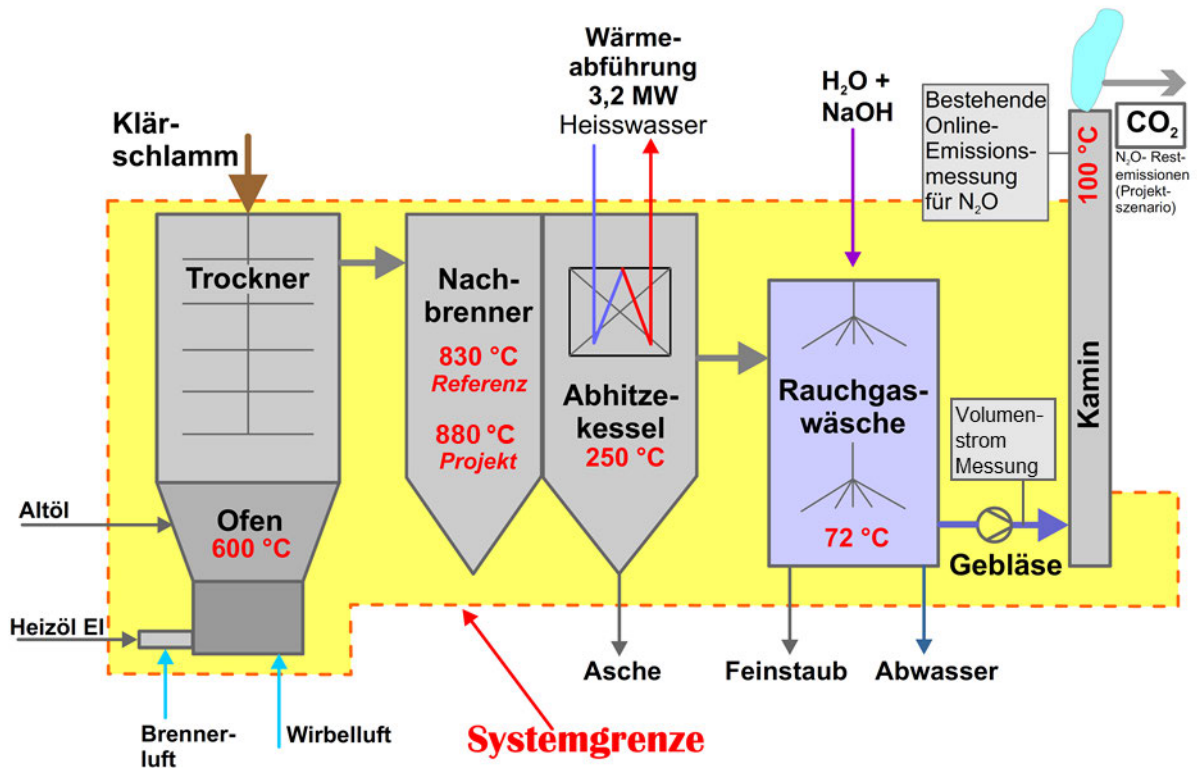 Klär-
schlamm
Wärme-
abführung
3,2 MW
Heisswasser
H₂O +
NaOH
Bestehende
Online-
Emissions-
messung
für N₂O
100 °C
Kamin
CO₂
N₂O- Rest-
emissionen
(Projekt-
szenario)
Trockner
Nach-
brenner
830 °C
Referenz
880 °C
Projekt
Abhitze-
kessel
250 °C
Rauchgas-
wäsche
72 °C
Volumen-
strom
Messung
Gebläse
Altöl
Ofen
600 °C
Heizöl El
Brenner-
luft
Wirbelluft
Asche
Feinstaub
Abwasser
Systemgrenze